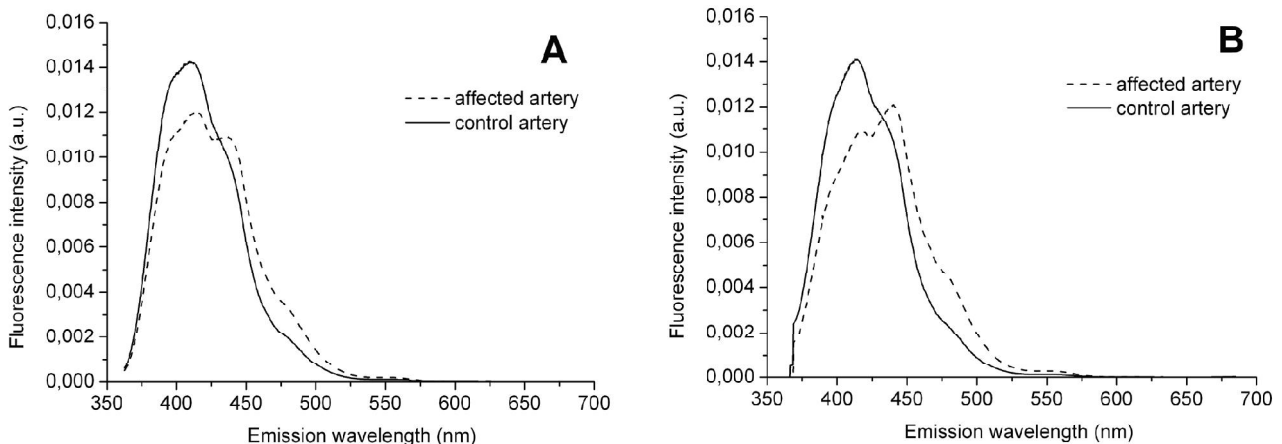 A
affected artery
control artery
Fluorescence intensity (a.u.)
0,016
0,014
0,012
0,010
0,008
0,006
0,004
0,002
0,000
350 400 450 500 550 600 650 700
Emission wavelength (nm)
B
affected artery
control artery
Fluorescence intensity (a.u.)
0,016
0,014
0,012
0,010
0,008
0,006
0,004
0,002
0,000
350 400 450 500 550 600 650 700
Emission wavelength (nm)